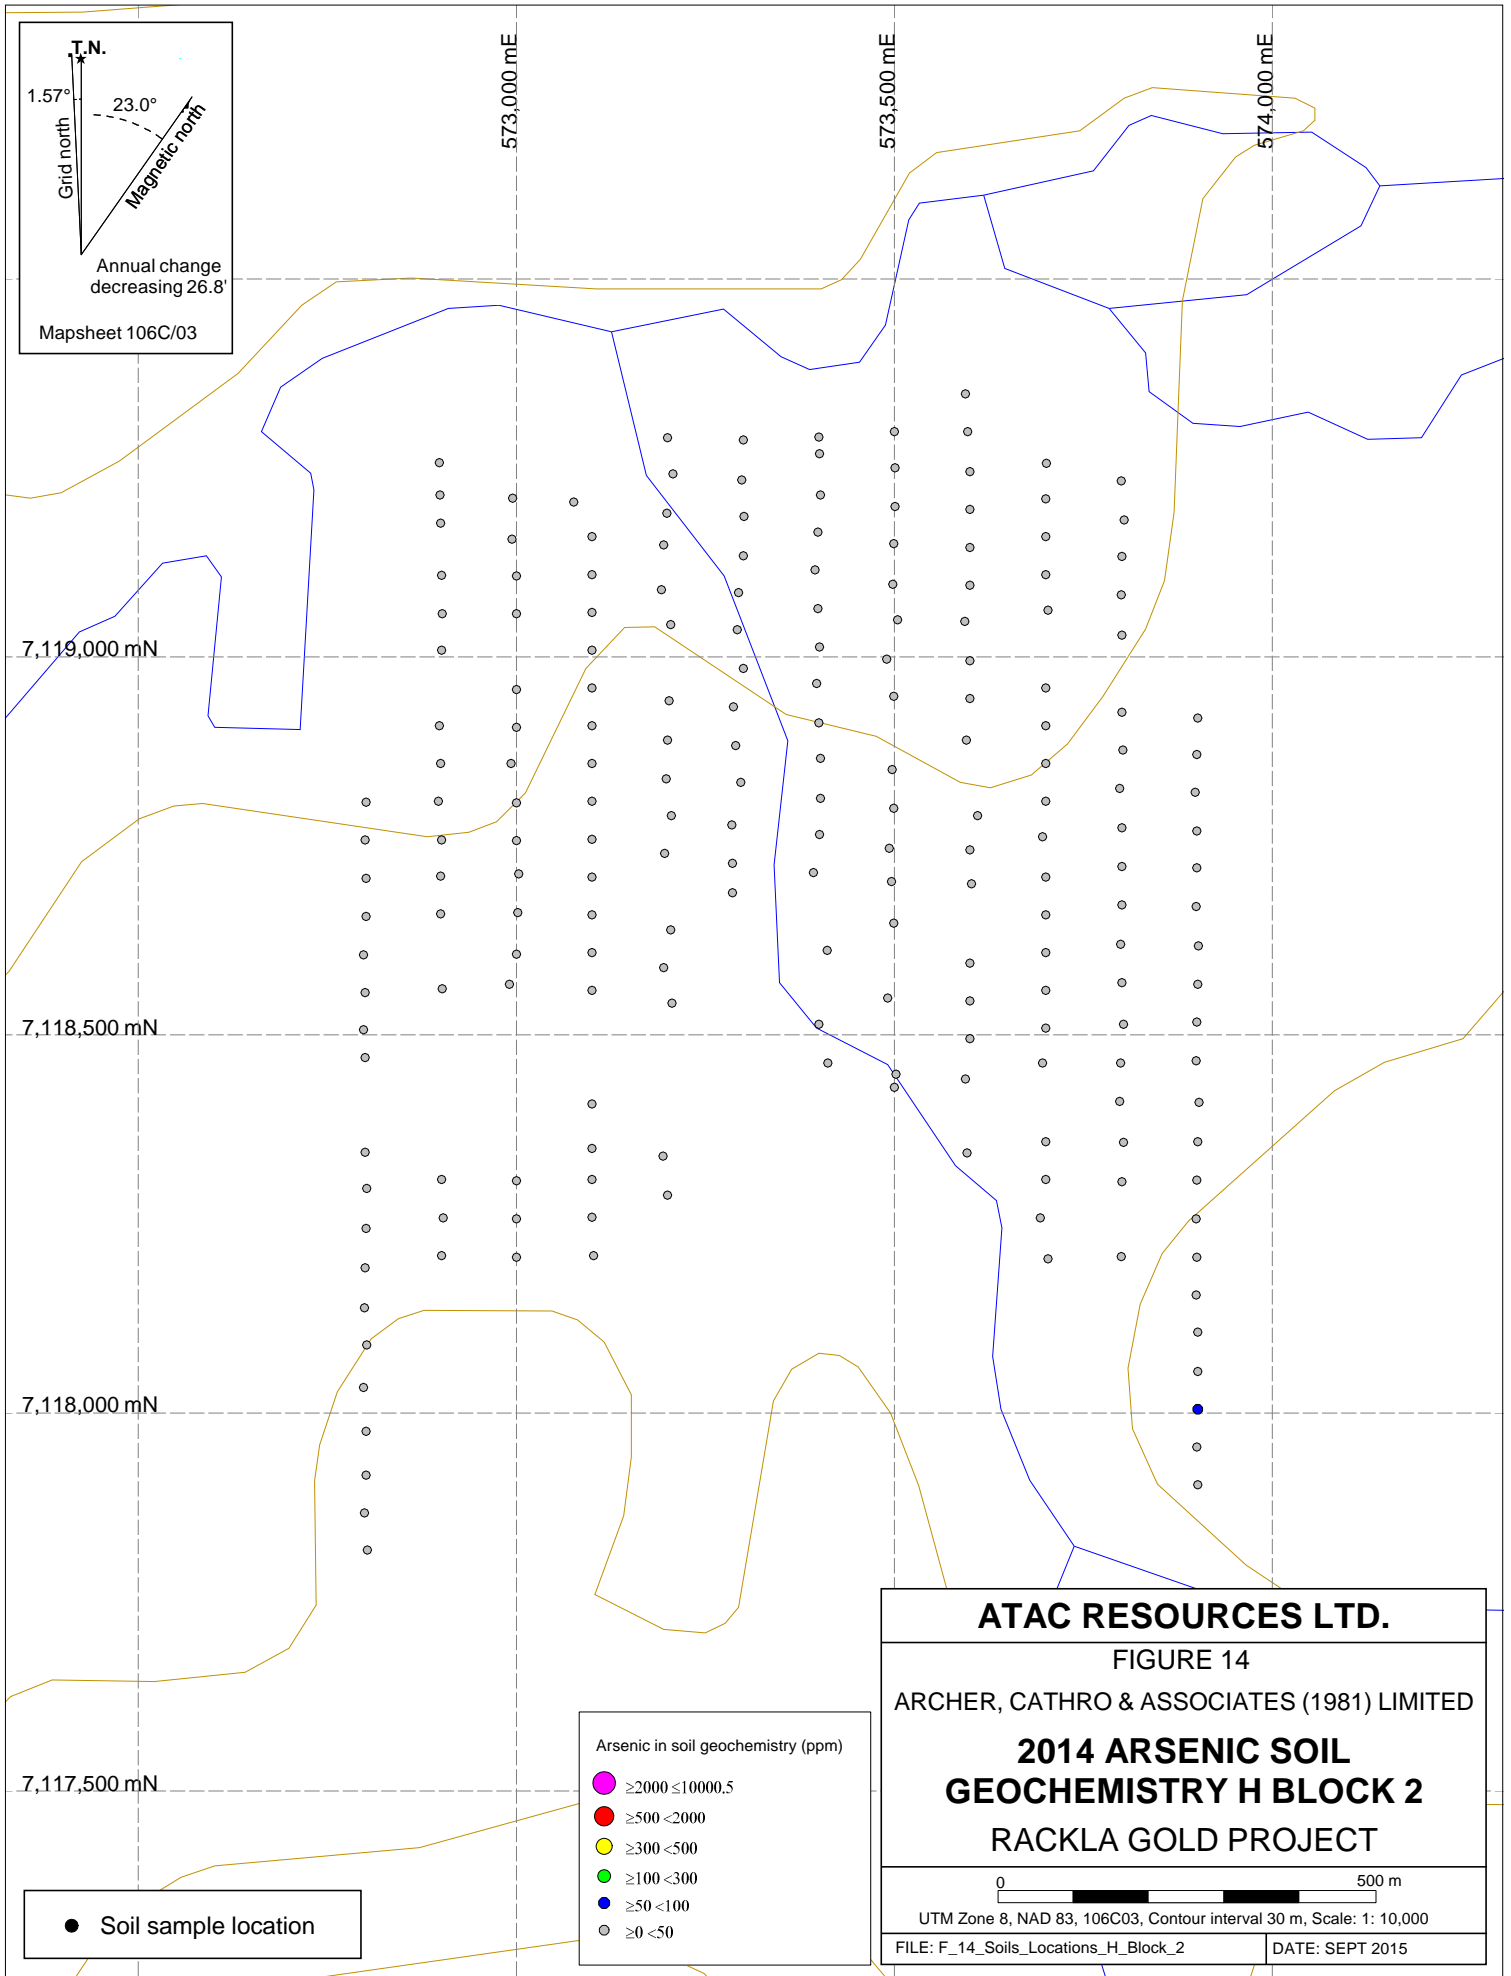 T.N.
1.57°
23.0°
Grid north
Magnetic north
Annual change
decreasing 26.8'
Mapsheet 106C/03
573,000 mE
573,500 mE
574,000 mE
7,119,000 mN
7,118,500 mN
7,118,000 mN
7,117,500 mN
Soil sample location
Arsenic in soil geochemistry (ppm)
≥2000 ≤10000.5
≥500 <2000
≥300 <500
≥100 <300
≥50 <100
≥0 <50
ATAC RESOURCES LTD.
FIGURE 14
ARCHER, CATHRO & ASSOCIATES (1981) LIMITED
2014 ARSENIC SOIL
GEOCHEMISTRY H BLOCK 2
RACKLA GOLD PROJECT
0 500 m
UTM Zone 8, NAD 83, 106C03, Contour interval 30 m, Scale: 1: 10,000
FILE: F_14_Soils_Locations_H_Block_2 DATE: SEPT 2015